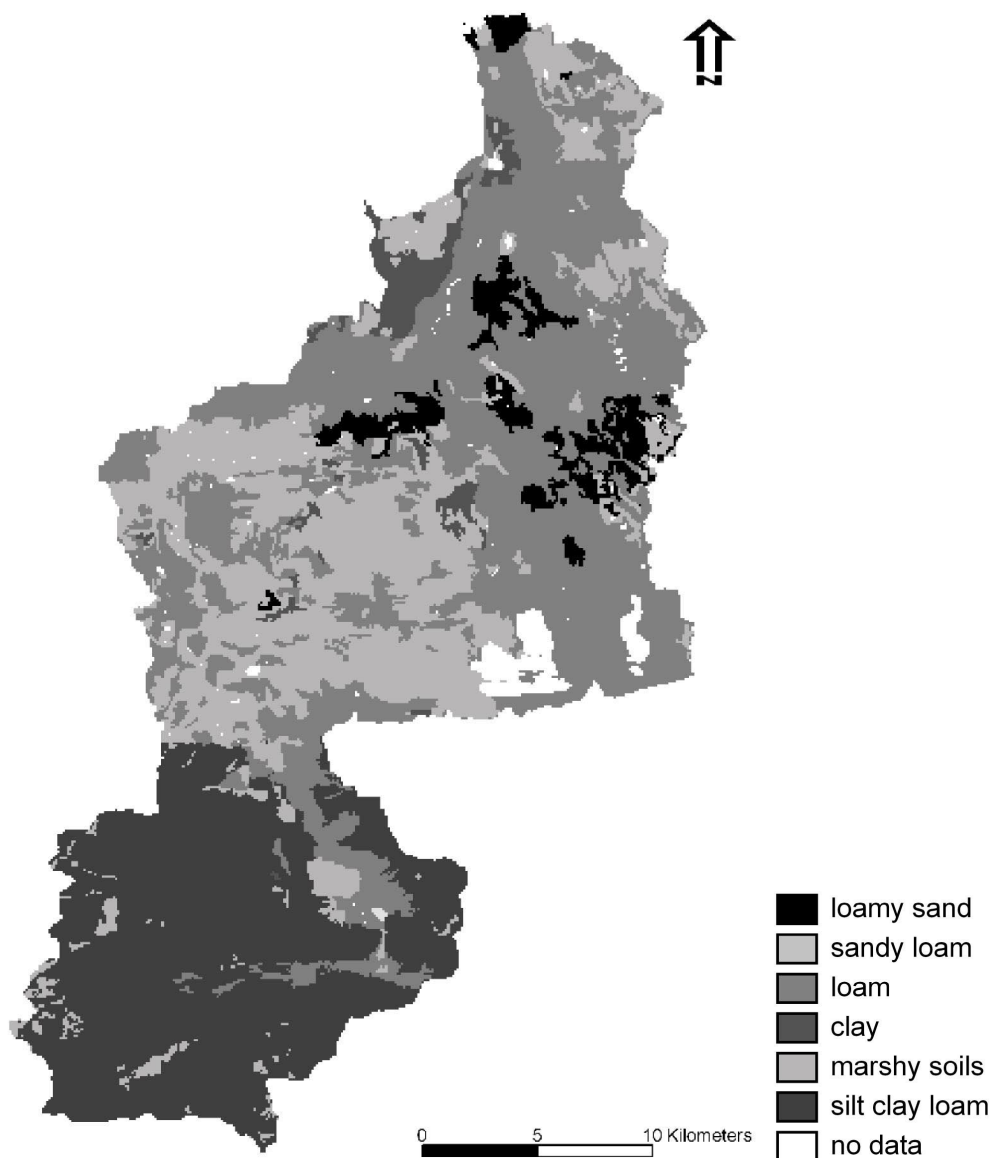 N
loamy sand
sandy loam
loam
clay
marshy soils
silt clay loam
no data
0 5 10 Kilometers